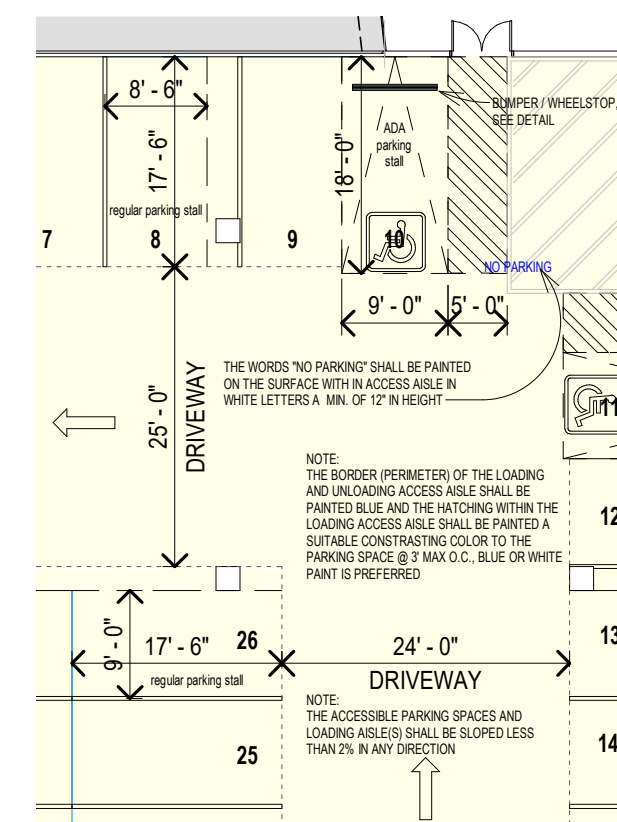 8' - 6"
17' - 6"
18' - 0"
BUMPER / WHEELSTOP,
SEE DETAIL
ADA
parking
stall
regular parking stall
7
8
9
10
NO PARKING
9' - 0"
5' - 0"
THE WORDS "NO PARKING" SHALL BE PAINTED
ON THE SURFACE WITH IN ACCESS AISLE IN
WHITE LETTERS A MIN. OF 12" IN HEIGHT
25' - 0"
DRIVEWAY
11
NOTE:
THE BORDER (PERIMETER) OF THE LOADING
AND UNLOADING ACCESS AISLE SHALL BE
PAINTED BLUE AND THE HATCHING WITHIN THE
LOADING ACCESS AISLE SHALL BE PAINTED A
SUITABLE CONSTRASTING COLOR TO THE
PARKING SPACE @ 3' MAX O.C., BLUE OR WHITE
PAINT IS PREFERRED
12
9' - 0"
17' - 6"
26
regular parking stall
24' - 0"
DRIVEWAY
13
NOTE:
THE ACCESSIBLE PARKING SPACES AND
LOADING AISLE(S) SHALL BE SLOPED LESS
THAN 2% IN ANY DIRECTION
25
14